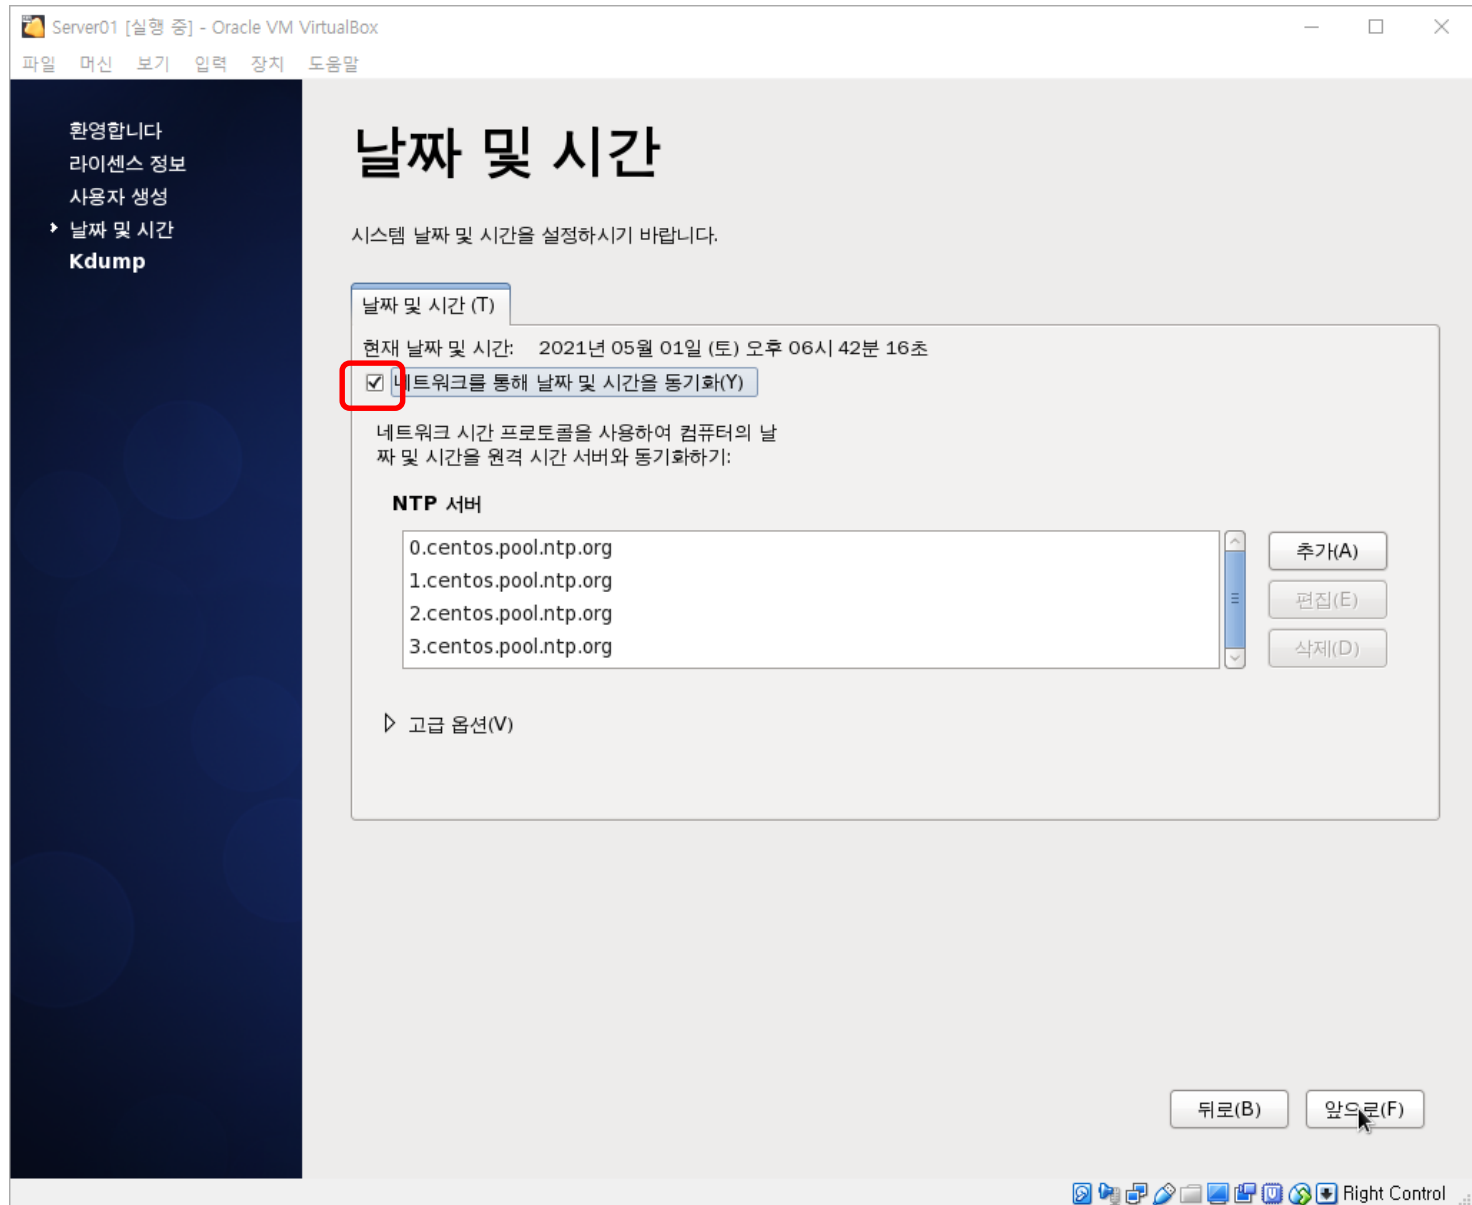 Server01 [실행 중] - Oracle VM VirtualBox
파일 머신 보기 입력 장치 도움말
환영합니다
라이센스 정보
사용자 생성
날짜 및 시간
Kdump
날짜 및 시간
시스템 날짜 및 시간을 설정하시기 바랍니다.
날짜 및 시간 (T)
현재 날짜 및 시간: 2021년 05월 01일 (토) 오후 06시 42분 16초
네트워크를 통해 날짜 및 시간을 동기화(Y)
네트워크 시간 프로토콜을 사용하여 컴퓨터의 날
짜 및 시간을 원격 시간 서버와 동기화하기:
NTP 서버
0.centos.pool.ntp.org
1.centos.pool.ntp.org
2.centos.pool.ntp.org
3.centos.pool.ntp.org
추가(A)
편집(E)
삭제(D)
고급 옵션(V)
뒤로(B) 앞으로(F)
Right Control